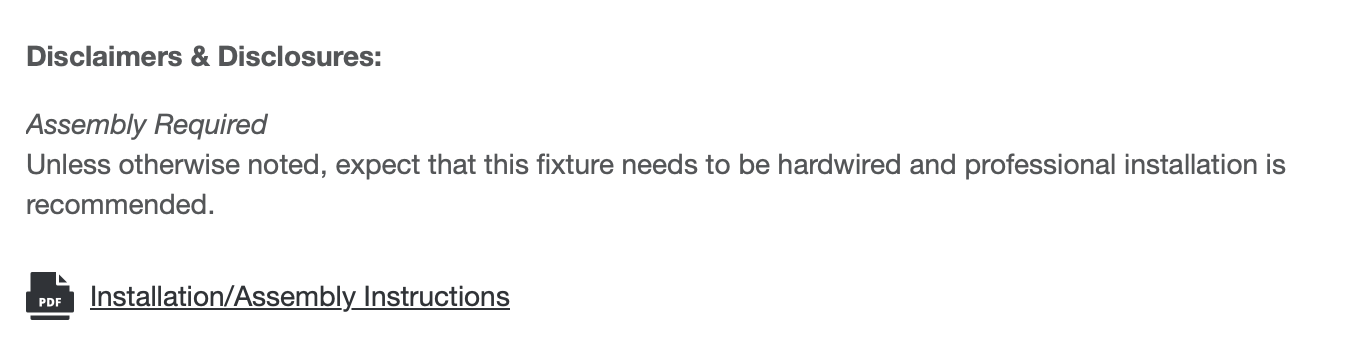 Disclaimers & Disclosures:
Assembly Required
Unless otherwise noted, expect that this fixture needs to be hardwired and professional installation is
recommended.
PDF Installation/Assembly Instructions